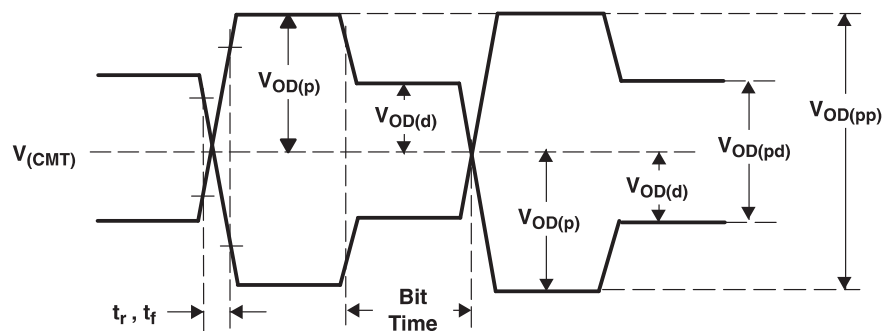 V(CMT)
VOD(p)
VOD(d)
VOD(p)
VOD(d)
VOD(pd)
VOD(pp)
tr , tf
Bit
Time